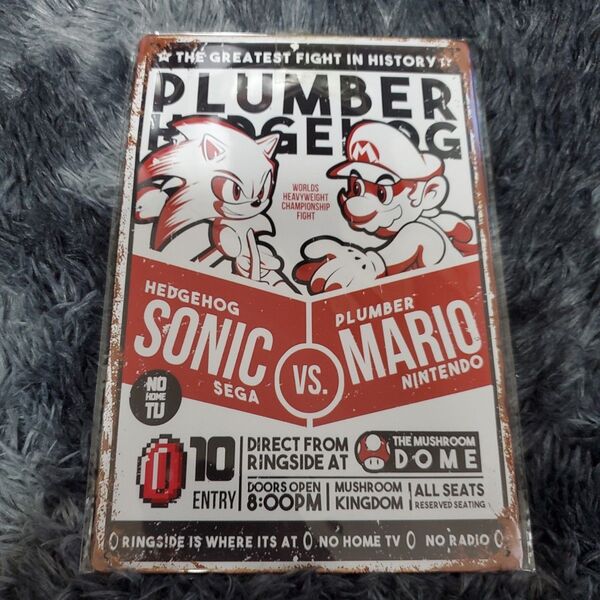 ☆ THE GREATEST FIGHT IN HISTORY ☆
PLUMBER
HEDGEHOG
M
WORLDS
HEAVYWEIGHT
CHAMPIONSHIP
FIGHT
HEDGEHOG
SONIC
SEGA
VS.
PLUMBER
MARIO
NINTENDO
NO
HOME
TU
10
ENTRY
DIRECT FROM
RINGSIDE AT
THE MUSHROOM
DOME
DOORS OPEN
8:00PM
MUSHROOM
KINGDOM
ALL SEATS
RESERVED SEATING
RINGSIDE IS WHERE ITS AT
NO HOME TV
NO RADIO